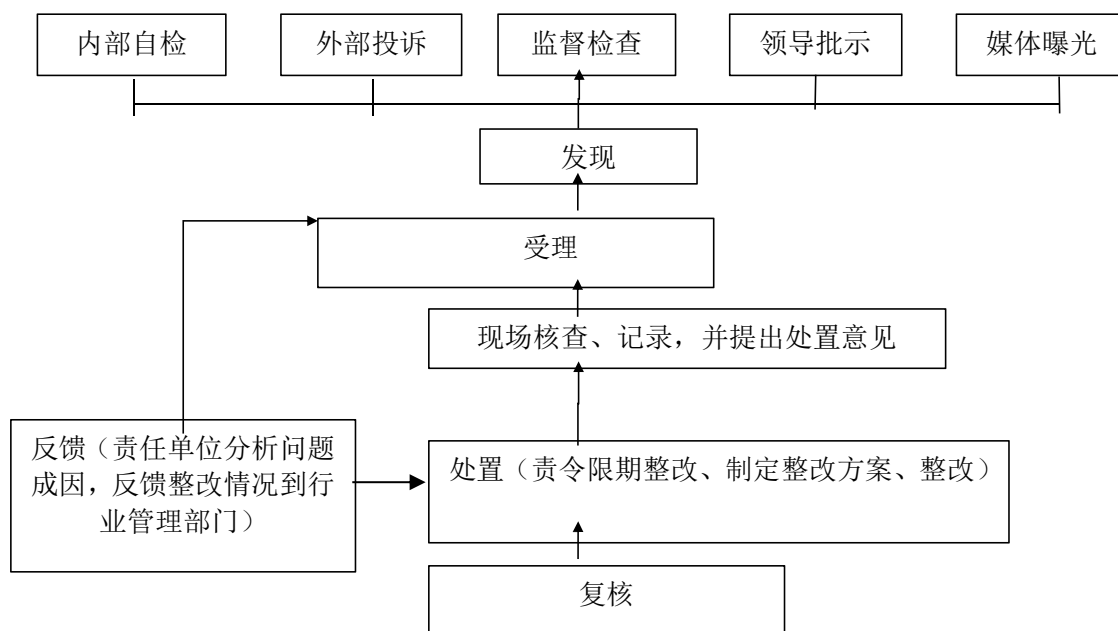 内部自检
外部投诉
监督检查
领导批示
媒体曝光
发现
受理
现场核查、记录，并提出处置意见
反馈（责任单位分析问题
成因，反馈整改情况到行
业管理部门）
处置（责令限期整改、制定整改方案、整改）
复核